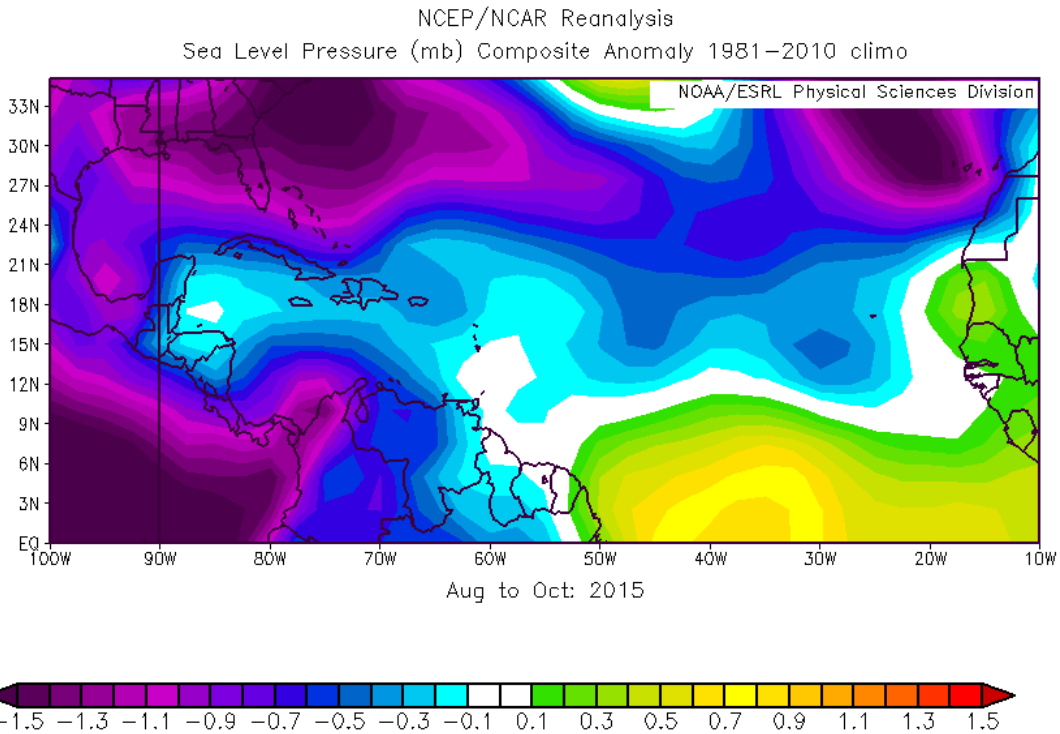 NCEP/NCAR Reanalysis
Sea Level Pressure (mb) Composite Anomaly 1981−2010 climo
NOAA/ESRL Physical Sciences Division
33N
30N
27N
24N
21N
18N
15N
12N
9N
6N
3N
EQ
100W 90W 80W 70W 60W 50W 40W 30W 20W 10W
Aug to Oct: 2015
−1.5 −1.3 −1.1 −0.9 −0.7 −0.5 −0.3 −0.1 0.1 0.3 0.5 0.7 0.9 1.1 1.3 1.5